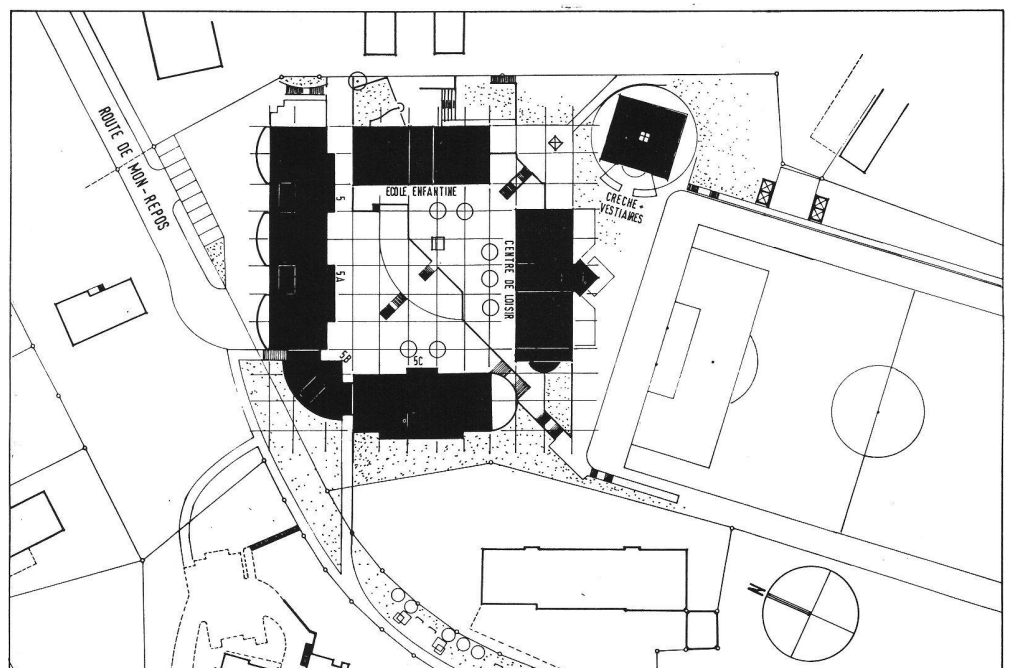 ROUTE DE MON-REPOS
ECOLE ENFANTINE
CRECHE +
VESTIAIRES
5
5A
CENTRE DE LOISIR
5B
5C
N